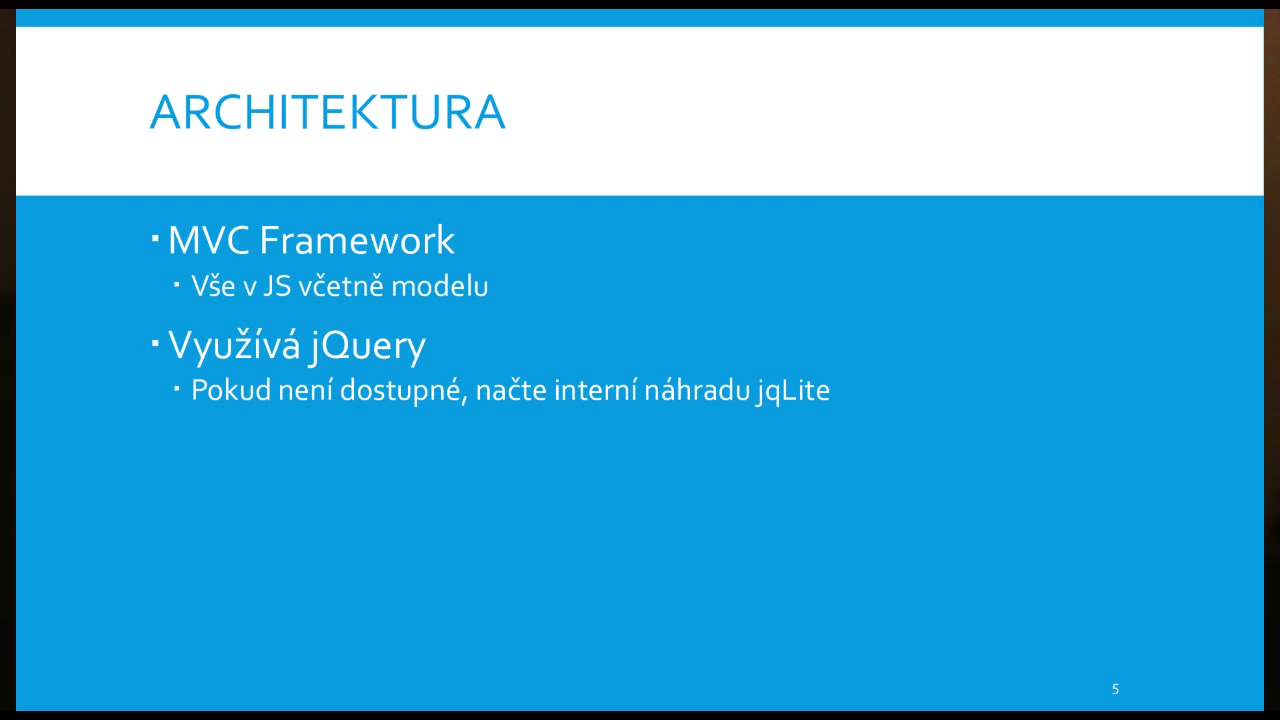 ARCHITEKTURA
▪ MVC Framework
▪ Vše v JS včetně modelu
▪ Využívá jQuery
▪ Pokud není dostupné, načte interní náhradu jqLite
5